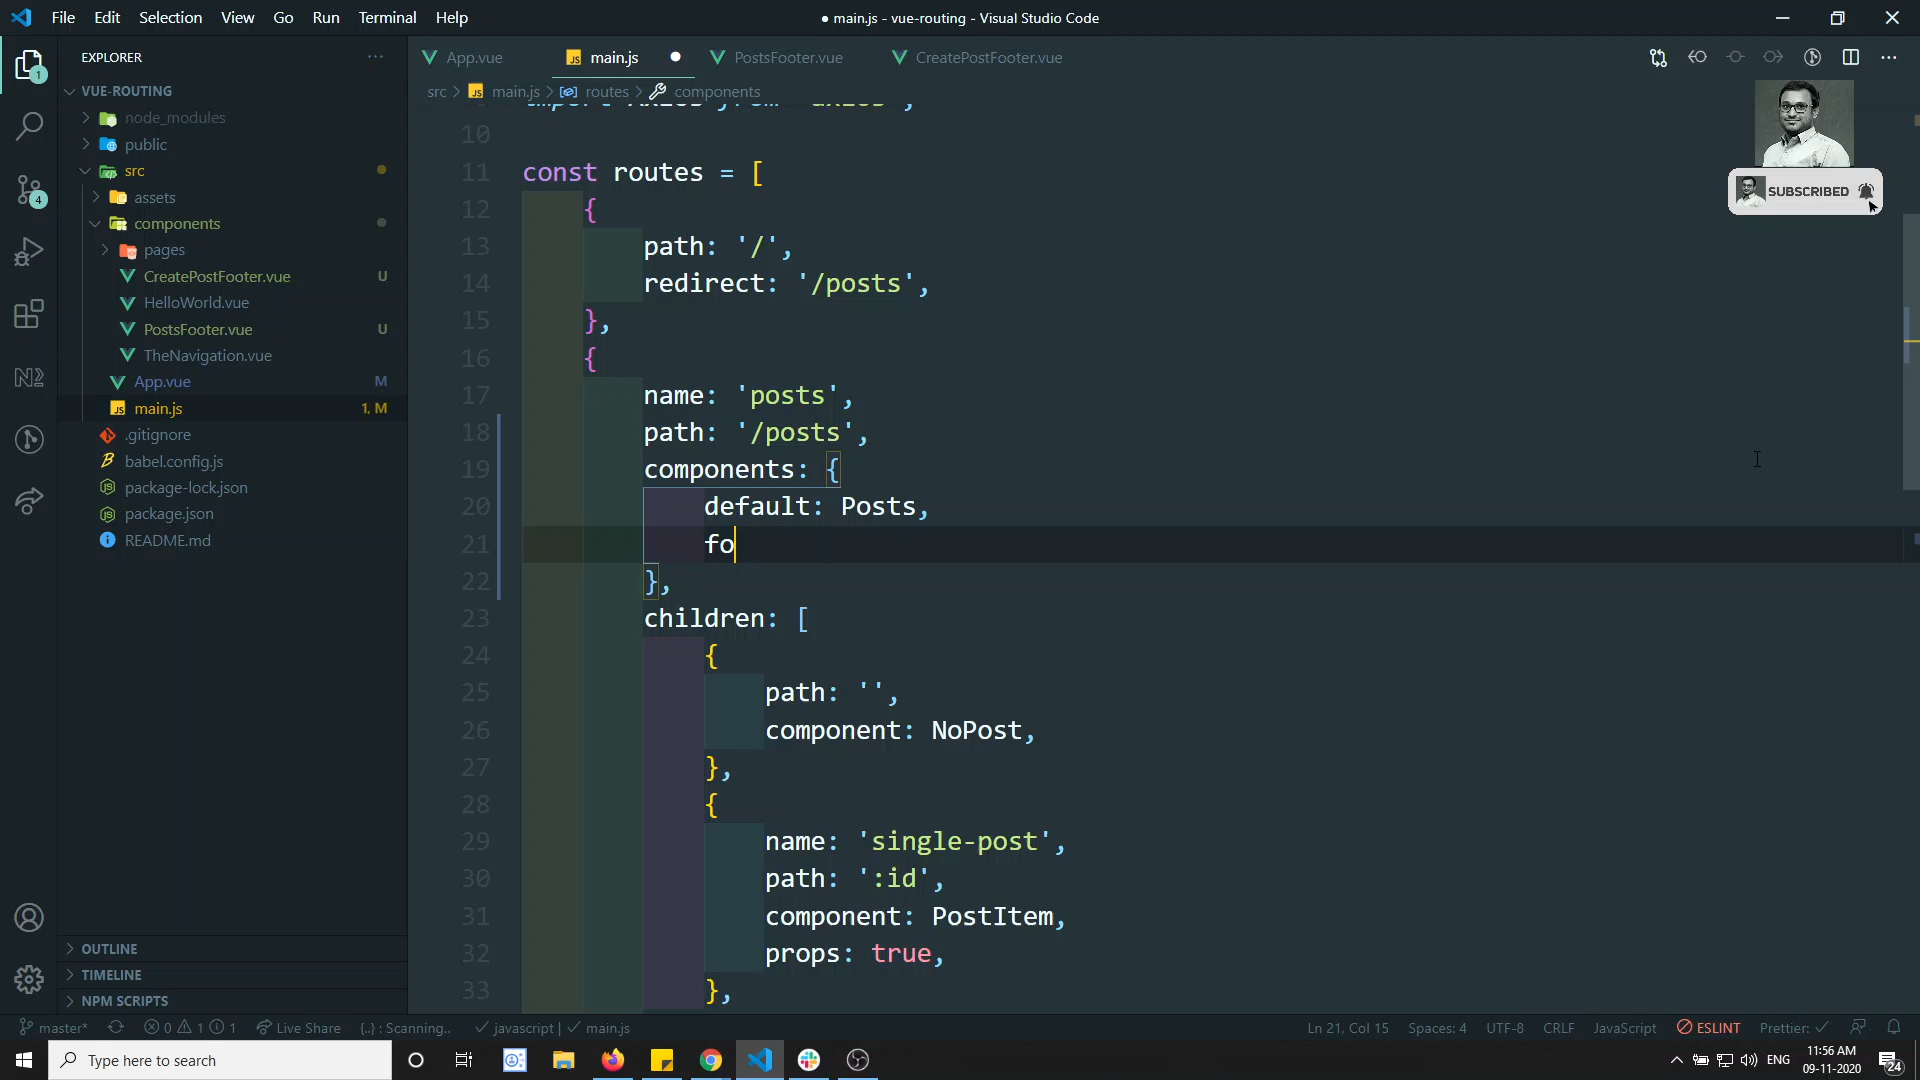 File Edit Selection View Go Run Terminal Help
● main.js - vue-routing - Visual Studio Code
EXPLORER
App.vue
main.js
PostsFooter.vue
CreatePostFooter.vue
src > main.js > routes > components
VUE-ROUTING
node_modules
public
src
assets
components
pages
CreatePostFooter.vue U
HelloWorld.vue
PostsFooter.vue U
TheNavigation.vue
App.vue M
main.js 1, M
.gitignore
babel.config.js
package-lock.json
package.json
README.md
OUTLINE
TIMELINE
NPM SCRIPTS
1
4
SUBSCRIBED
10
11 const routes = [
12 {
13 path: '/',
14 redirect: '/posts',
15 },
16 {
17 name: 'posts',
18 path: '/posts',
19 components: {
20 default: Posts,
21 fo
22 },
23 children: [
24 {
25 path: '',
26 component: NoPost,
27 },
28 {
29 name: 'single-post',
30 path: ':id',
31 component: PostItem,
32 props: true,
33 },
master* 0 1 1 Live Share {..} : Scanning.. ✓ javascript | ✓ main.js
Ln 21, Col 15 Spaces: 4 UTF-8 CRLF JavaScript ESLINT Prettier: ✓
Type here to search
ENG
11:56 AM
09-11-2020
24